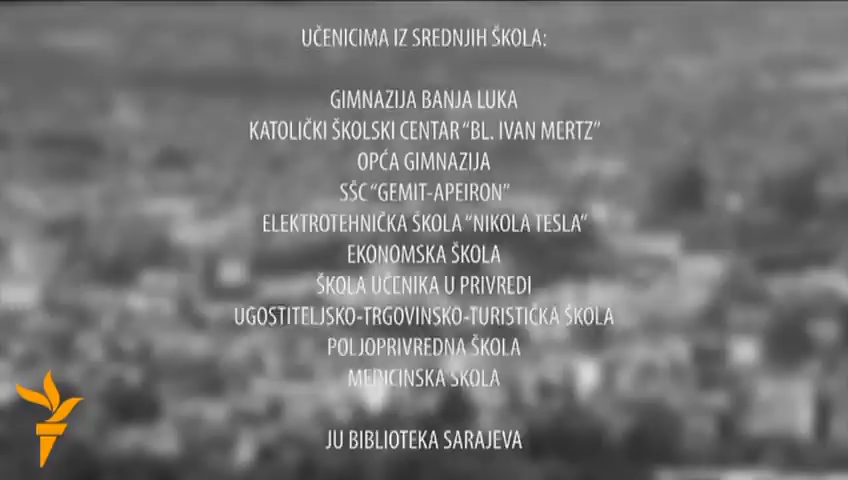 UČENICIMA IZ SREDNJIH ŠKOLA:
GIMNAZIJA BANJA LUKA
KATOLIČKI ŠKOLSKI CENTAR “BL. IVAN MERTZ”
OPĆA GIMNAZIJA
SŠC “GEMIT-APEIRON”
ELEKTROTEHNIČKA ŠKOLA “NIKOLA TESLA”
EKONOMSKA ŠKOLA
ŠKOLA UČENIKA U PRIVREDI
UGOSTITELJSKO-TRGOVINSKO-TURISTIČKA ŠKOLA
POLJOPRIVREDNA ŠKOLA
MEDICINSKA ŠKOLA
JU BIBLIOTEKA SARAJEVA